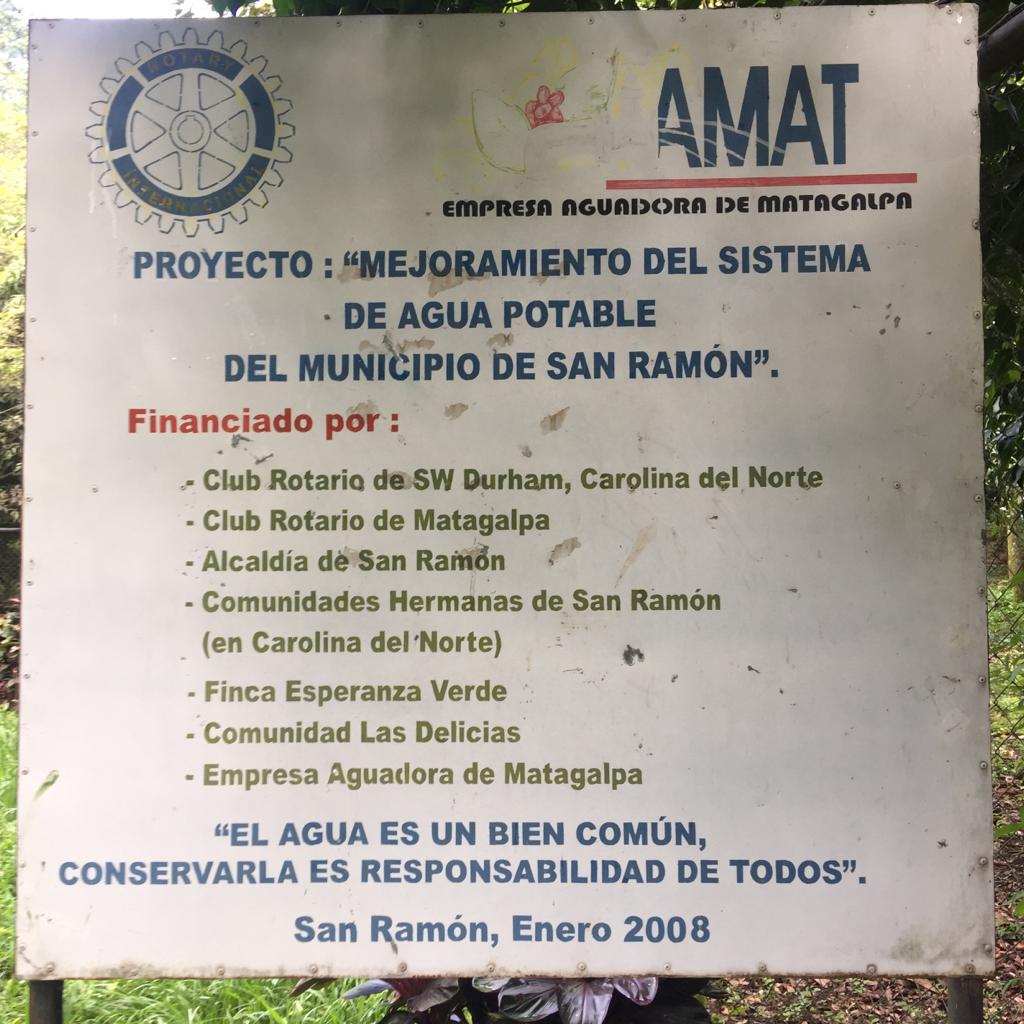 ROTARY
INTERNACIONAL
AMAT
EMPRESA AGUADORA DE MATAGALPA
PROYECTO : “MEJORAMIENTO DEL SISTEMA
DE AGUA POTABLE
DEL MUNICIPIO DE SAN RAMÓN”.
Financiado por :
- Club Rotario de SW Durham, Carolina del Norte
- Club Rotario de Matagalpa
- Alcaldía de San Ramón
- Comunidades Hermanas de San Ramón
(en Carolina del Norte)
- Finca Esperanza Verde
- Comunidad Las Delicias
- Empresa Aguadora de Matagalpa
“EL AGUA ES UN BIEN COMÚN,
CONSERVARLA ES RESPONSABILIDAD DE TODOS”.
San Ramón, Enero 2008